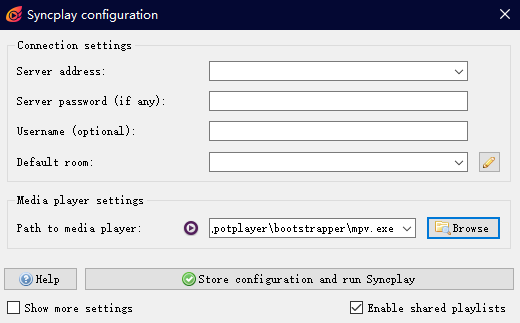 Syncplay configuration
Connection settings
Server address:
Server password (if any):
Username (optional):
Default room:
Media player settings
Path to media player: .potplayer\bootstrapper\mpv.exe Browse
Help Store configuration and run Syncplay
Show more settings Enable shared playlists